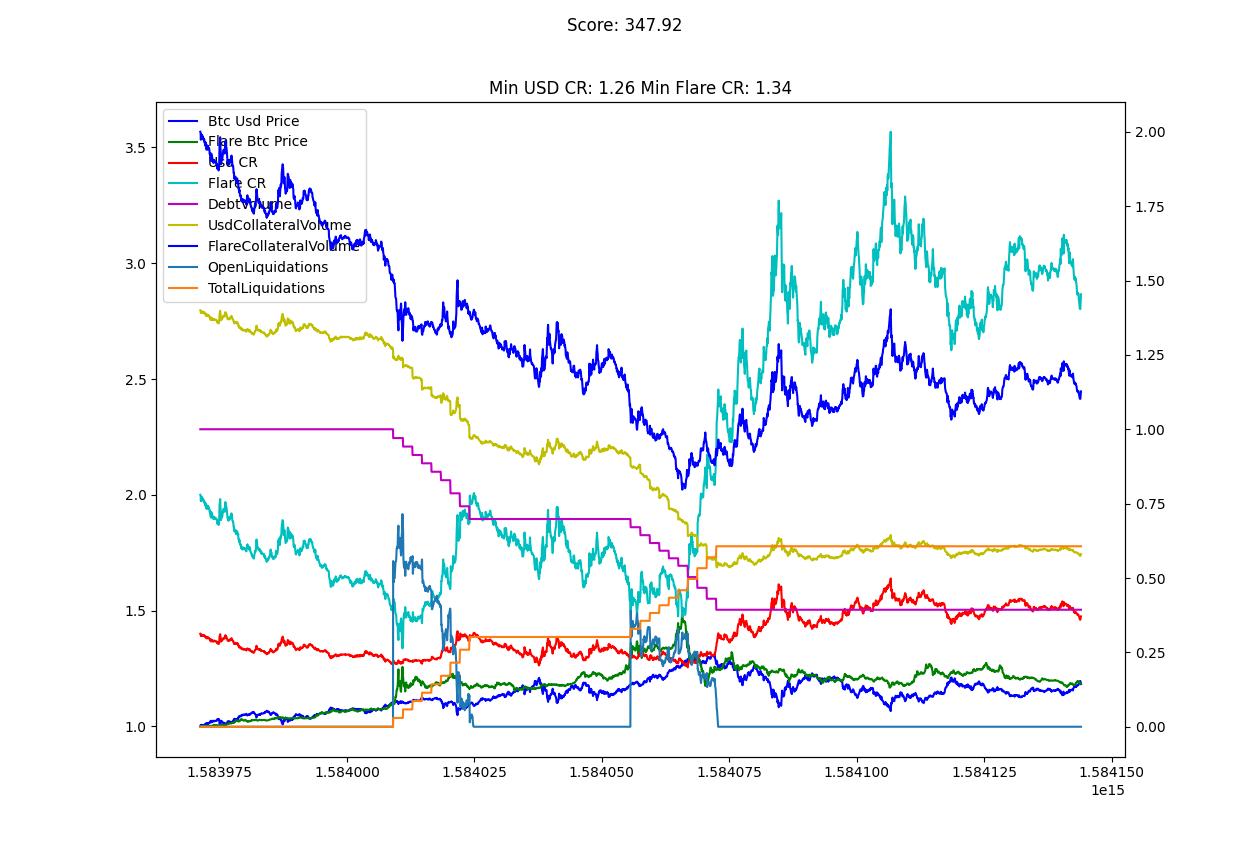 Score: 347.92
Min USD CR: 1.26 Min Flare CR: 1.34
Btc Usd Price
Flare Btc Price
Usd CR
Flare CR
DebtVolume
UsdCollateralVolume
FlareCollateralVolume
OpenLiquidations
TotalLiquidations
3.5
3.0
2.5
2.0
1.5
1.0
2.00
1.75
1.50
1.25
1.00
0.75
0.50
0.25
0.00
1.583975 1.584000 1.584025 1.584050 1.584075 1.584100 1.584125 1.584150
1e15